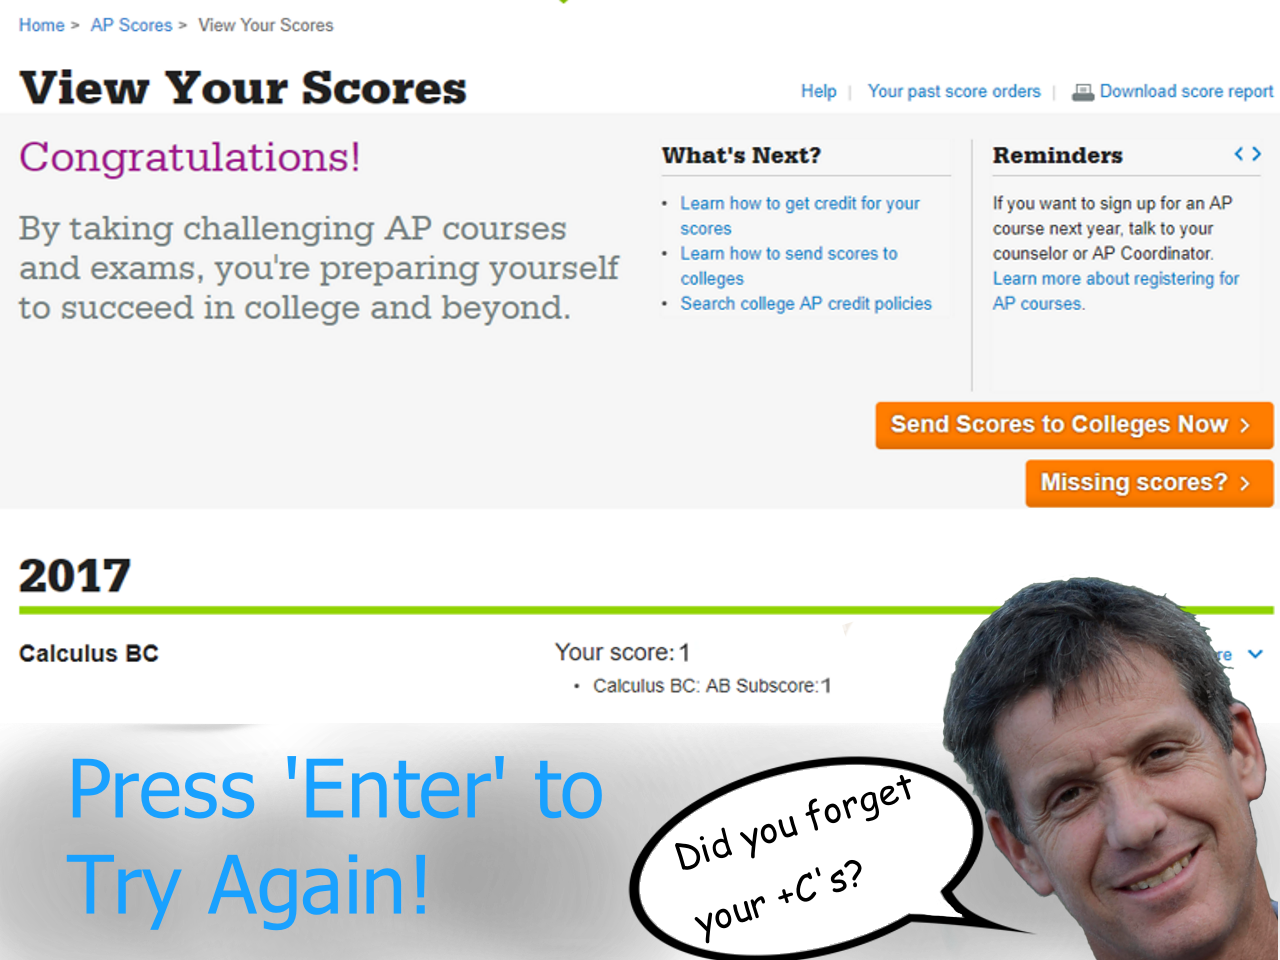 Home > AP Scores > View Your Scores
View Your Scores
Help | Your past score orders | Download score report
Congratulations!
By taking challenging AP courses
and exams, you're preparing yourself
to succeed in college and beyond.
What's Next?
• Learn how to get credit for your
scores
• Learn how to send scores to
colleges
• Search college AP credit policies
Reminders
If you want to sign up for an AP
course next year, talk to your
counselor or AP Coordinator.
Learn more about registering for
AP courses.
Send Scores to Colleges Now
Missing scores?
2017
Calculus BC
Your score: 1
• Calculus BC: AB Subscore: 1
Press 'Enter' to
Try Again!
Did you forget
your +C's?